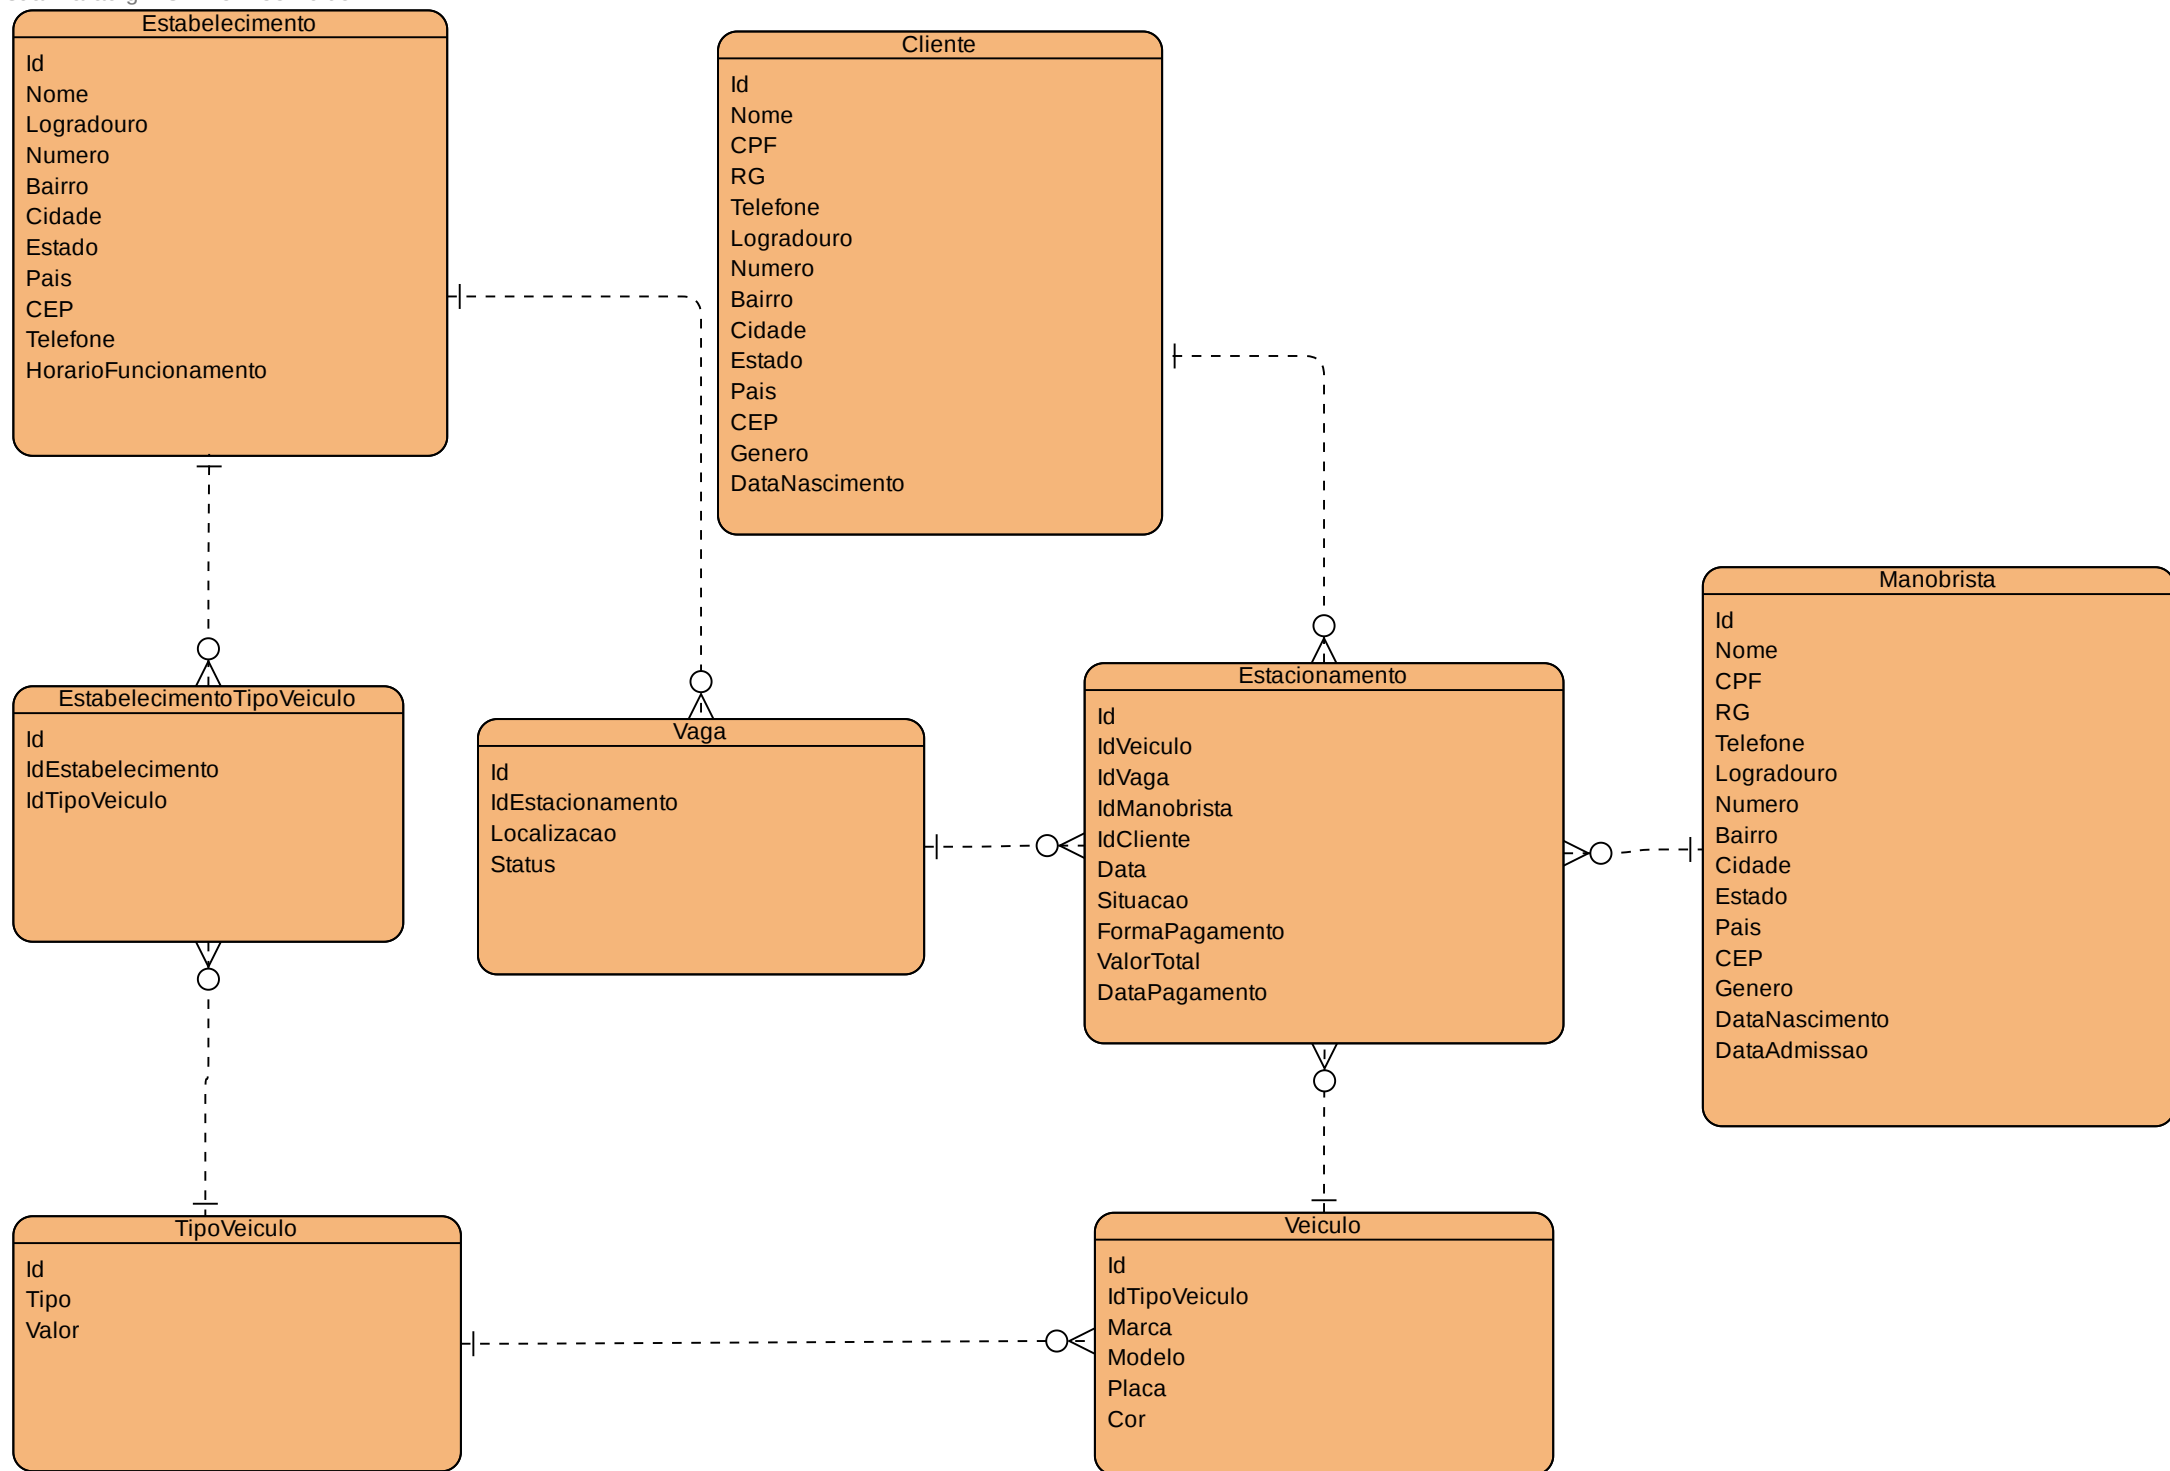 Estabelecimento
Id
Nome
Logradouro
Numero
Bairro
Cidade
Estado
Pais
CEP
Telefone
HorarioFuncionamento
Cliente
Id
Nome
CPF
RG
Telefone
Logradouro
Numero
Bairro
Cidade
Estado
Pais
CEP
Genero
DataNascimento
EstabelecimentoTipoVeiculo
Id
IdEstabelecimento
IdTipoVeiculo
Vaga
Id
IdEstacionamento
Localizacao
Status
Estacionamento
Id
IdVeiculo
IdVaga
IdManobrista
IdCliente
Data
Situacao
FormaPagamento
ValorTotal
DataPagamento
Manobrista
Id
Nome
CPF
RG
Telefone
Logradouro
Numero
Bairro
Cidade
Estado
Pais
CEP
Genero
DataNascimento
DataAdmissao
TipoVeiculo
Id
Tipo
Valor
Veiculo
Id
IdTipoVeiculo
Marca
Modelo
Placa
Cor